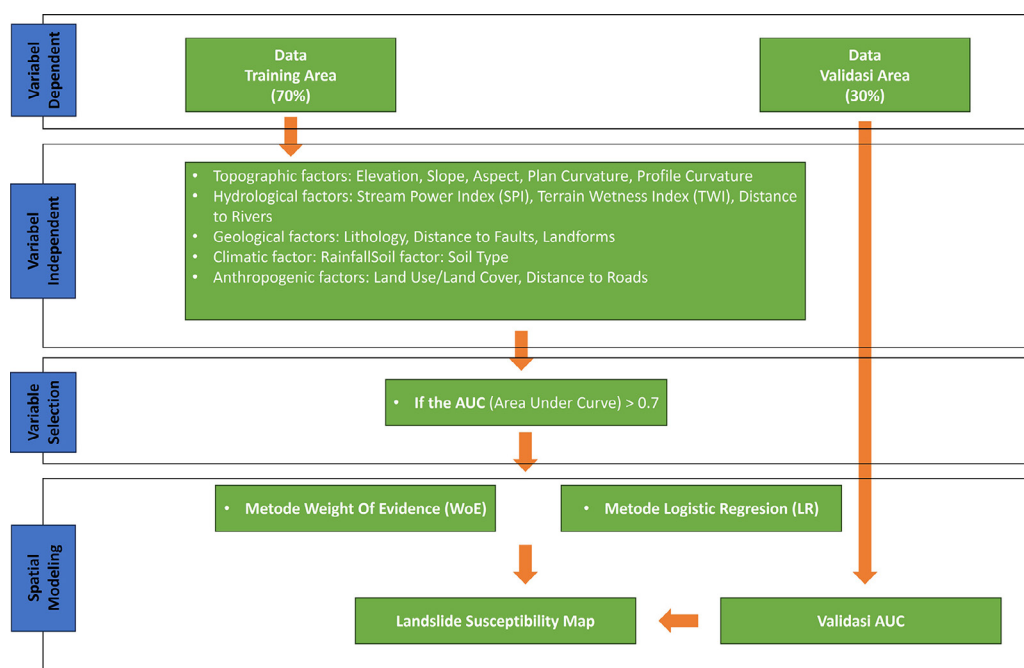 Variabel
Dependent
Data
Training Area
(70%)
Data
Validasi Area
(30%)
Variabel
Independent
• Topographic factors: Elevation, Slope, Aspect, Plan Curvature, Profile Curvature
• Hydrological factors: Stream Power Index (SPI), Terrain Wetness Index (TWI), Distance
to Rivers
• Geological factors: Lithology, Distance to Faults, Landforms
• Climatic factor: RainfallSoil factor: Soil Type
• Anthropogenic factors: Land Use/Land Cover, Distance to Roads
Variable
Selection
• If the AUC (Area Under Curve) > 0.7
Spatial
Modeling
• Metode Weight Of Evidence (WoE)
• Metode Logistic Regresion (LR)
Landslide Susceptibility Map
Validasi AUC